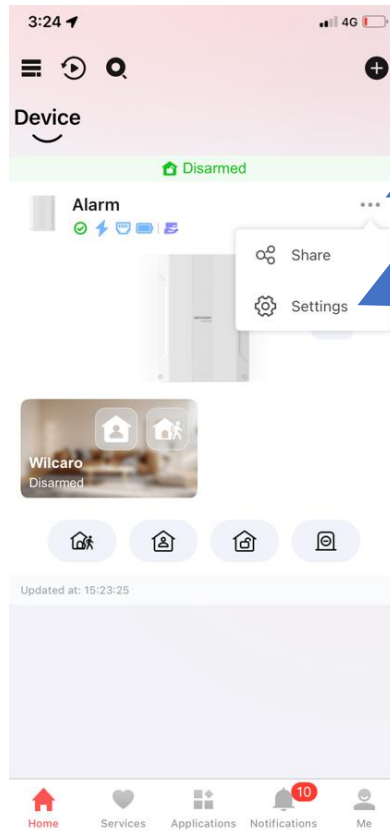 3:24
4G
Device
Disarmed
Alarm
Share
Settings
Wilcaro
Disarmed
Updated at: 15:23:25
10
Home Services Applications Notifications Me